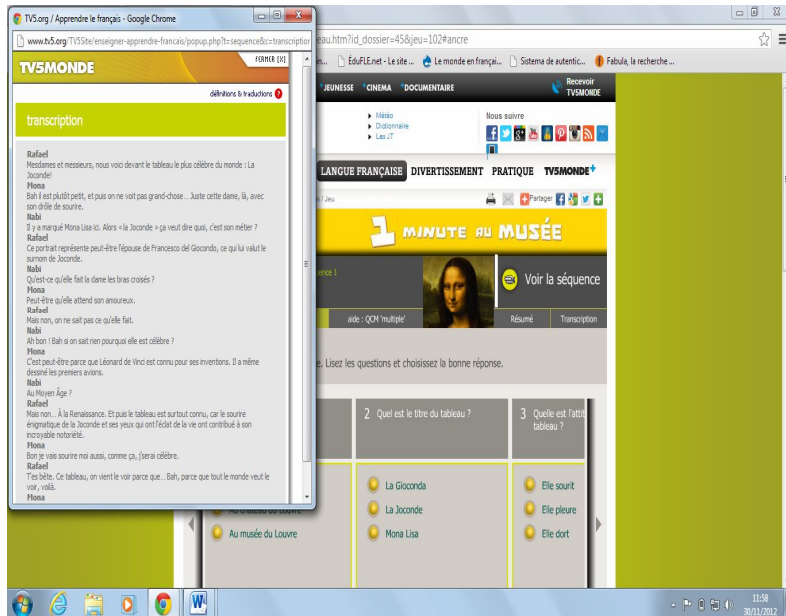 TV5.org / Apprendre le français - Google Chrome
www.tv5.org/TV5Site/enseigner-apprendre-francais/popup.php?t=sequence&c=transcription
TV5MONDE
FERMER [X]
définitions & traductions ?
transcription
Rafael
Mesdames et messieurs, nous voici devant le tableau le plus célèbre du monde : La
Joconde!
Mona
Bah il est plutôt petit, et puis on ne voit pas grand-chose... Juste cette dame, là, avec
son drôle de sourire.
Nabi
Il y a marqué Mona Lisa ici. Alors «la Joconde » ça veut dire quoi, c'est son métier ?
Rafael
Ce portrait représente peut-être l'épouse de Francesco del Giocondo, ce qui lui valut le
surnom de Joconde.
Nabi
Qu'est-ce qu'elle fait la dame les bras croisés ?
Mona
Peut-être qu'elle attend son amoureux.
Rafael
Mais non, on ne sait pas ce qu'elle fait.
Nabi
Ah bon ! Bah si on sait rien pourquoi elle est célèbre ?
Mona
C'est peut-être parce que Léonard de Vinci est connu pour ses inventions. Il a même
dessiné les premiers avions.
Nabi
Au Moyen Âge ?
Rafael
Mais non... À la Renaissance. Et puis le tableau est surtout connu, car le sourire
énigmatique de la Joconde et ses yeux qui ont l'éclat de la vie ont contribué à son
incroyable notoriété.
Mona
Bon je vais sourire moi aussi, comme ça, j'serai célèbre.
Rafael
T'es bête. Ce tableau, on vient le voir parce que... Bah, parce que tout le monde veut le
voir, voilà.
Mona
eau.htm?id_dossier=45&jeu=102#ancre
on... ÉduFLE.net - Le site ... Le monde en françai... Sistema de autentic... Fabula, la recherche ...
JEUNESSE CINEMA DOCUMENTAIRE
Recevoir
TV5MONDE
Météo
Dictionnaire
Les JT
Nous suivre
LANGUE FRANÇAISE DIVERTISSEMENT PRATIQUE TV5MONDE+
s / Jeu
Partager
1 MINUTE AU MUSÉE
ence 1
Voir la séquence
aide : QCM 'multiple'
Résumé
Transcription
e. Lisez les questions et choisissez la bonne réponse.
2 Quel est le titre du tableau ?
3 Quelle est l'attit
tableau ?
Au château du Louvre
Au musée du Louvre
La Gioconda
La Joconde
Mona Lisa
Elle sourit
Elle pleure
Elle dort
11:58
30/11/2012